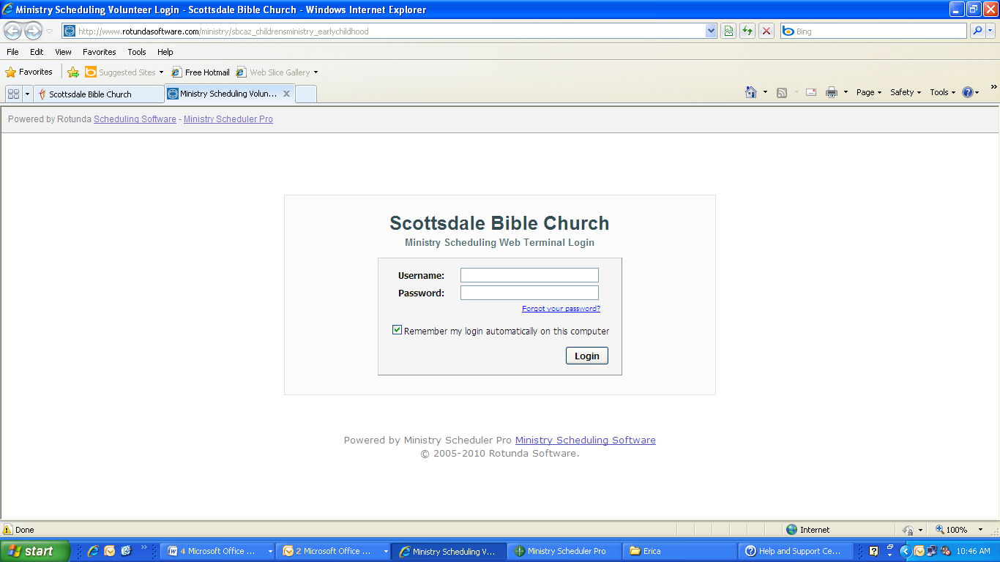 Ministry Scheduling Volunteer Login - Scottsdale Bible Church - Windows Internet Explorer
http://www.rotundasoftware.com/ministry/sbcaz_childrensministry_earlychildhood
Bing
File Edit View Favorites Tools Help
Favorites Suggested Sites Free Hotmail Web Slice Gallery
Scottsdale Bible Church Ministry Scheduling Volun... Page Safety Tools
Powered by Rotunda Scheduling Software - Ministry Scheduler Pro
Scottsdale Bible Church
Ministry Scheduling Web Terminal Login
Username:
Password:
Forgot your password?
Remember my login automatically on this computer
Login
Powered by Ministry Scheduler Pro Ministry Scheduling Software
© 2005-2010 Rotunda Software.
Done Internet 100%
start 4 Microsoft Office ... 2 Microsoft Office ... Ministry Scheduling V... Ministry Scheduler Pro Erica Help and Support Ce... 10:46 AM